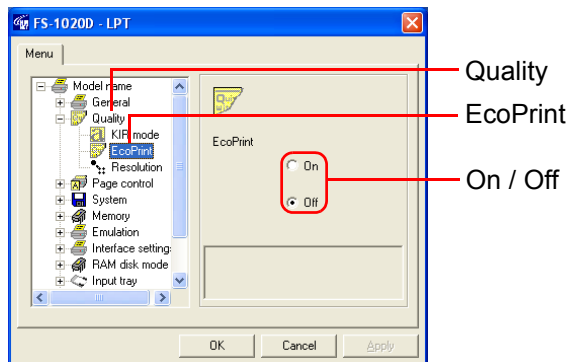 FS-1020D - LPT
Menu
Model name
General
Quality
KIR mode
EcoPrint
Resolution
Page control
System
Memory
Emulation
Interface setting
RAM disk mode
Input tray
EcoPrint
On
Off
OK
Cancel
Apply
Quality
EcoPrint
On / Off